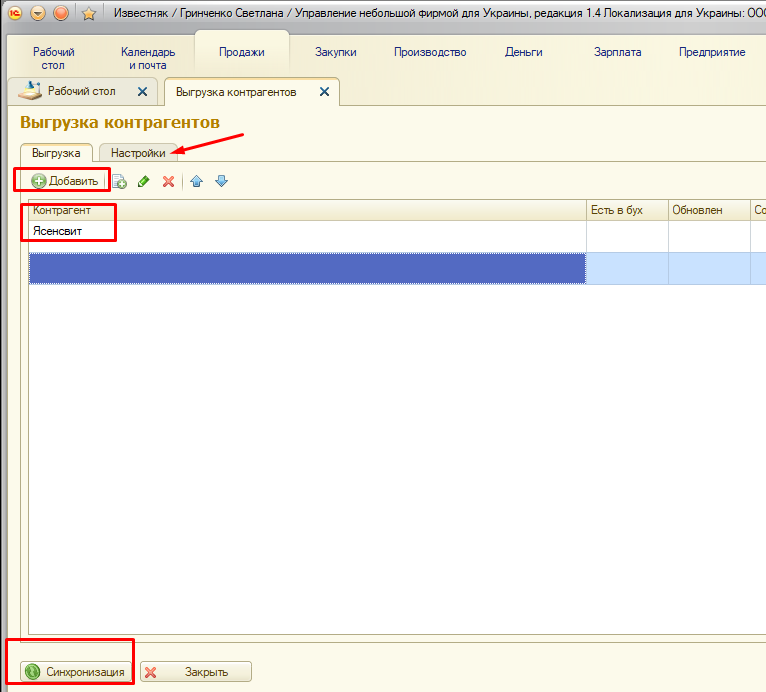 Известняк / Гринченко Светлана / Управление небольшой фирмой для Украины, редакция 1.4 Локализация для Украины: ООО
Рабочий стол
Календарь и почта
Продажи
Закупки
Производство
Деньги
Зарплата
Предприятие
Рабочий стол
Выгрузка контрагентов
Выгрузка контрагентов
Выгрузка
Настройки
Добавить
Контрагент
Есть в бух
Обновлен
Со
Ясенсвит
Синхронизация
Закрыть